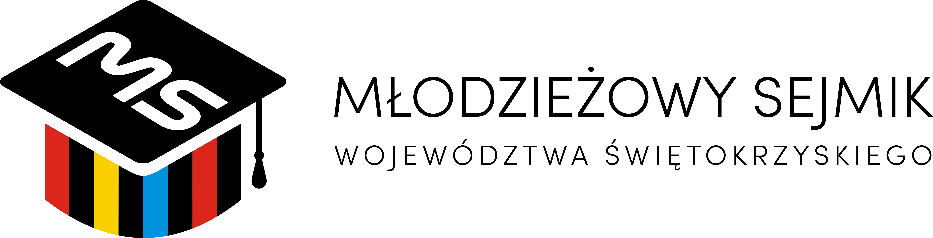 MS
MŁODZIEŻOWY SEJMIK
WOJEWÓDZTWA ŚWIĘTOKRZYSKIEGO